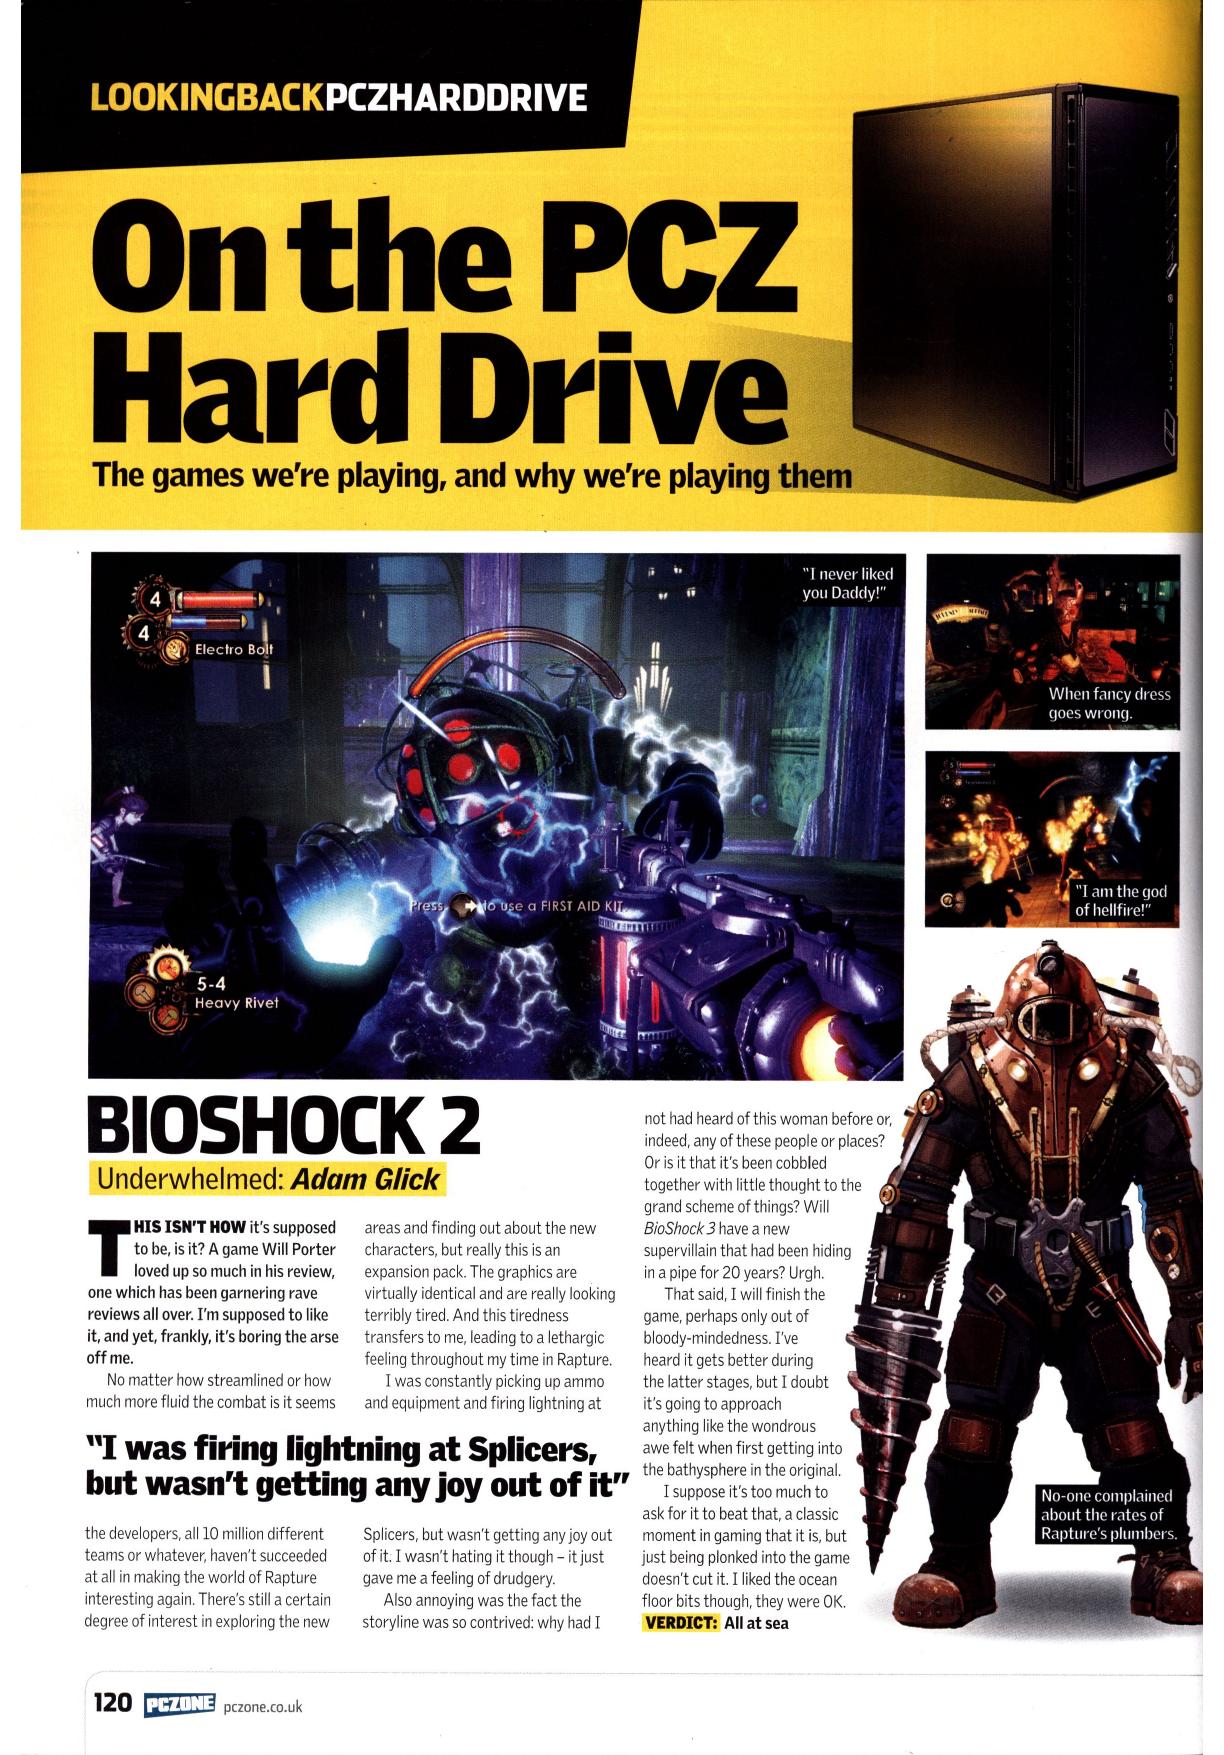 LOOKINGBACKPCZHARDDRIVE
On the PCZ
Hard Drive
The games we're playing, and why we're playing them
"I never liked
you Daddy!"
4
4
Electro Bolt
Press to use a FIRST AID KIT.
5-4
Heavy Rivet
When fancy dress
goes wrong.
"I am the god
of hellfire!"
BIOSHOCK 2
Underwhelmed: Adam Glick
THIS ISN'T HOW it's supposed
to be, is it? A game Will Porter
loved up so much in his review,
one which has been garnering rave
reviews all over. I'm supposed to like
it, and yet, frankly, it's boring the arse
off me.
No matter how streamlined or how
much more fluid the combat is it seems
"I was firing lightning at Splicers,
but wasn't getting any joy out of it"
the developers, all 10 million different
teams or whatever, haven't succeeded
at all in making the world of Rapture
interesting again. There's still a certain
degree of interest in exploring the new
areas and finding out about the new
characters, but really this is an
expansion pack. The graphics are
virtually identical and are really looking
terribly tired. And this tiredness
transfers to me, leading to a lethargic
feeling throughout my time in Rapture.
I was constantly picking up ammo
and equipment and firing lightning at
Splicers, but wasn't getting any joy out
of it. I wasn't hating it though – it just
gave me a feeling of drudgery.
Also annoying was the fact the
storyline was so contrived: why had I
not had heard of this woman before or,
indeed, any of these people or places?
Or is it that it's been cobbled
together with little thought to the
grand scheme of things? Will
BioShock 3 have a new
supervillain that had been hiding
in a pipe for 20 years? Urgh.
That said, I will finish the
game, perhaps only out of
bloody-mindedness. I've
heard it gets better during
the latter stages, but I doubt
it's going to approach
anything like the wondrous
awe felt when first getting into
the bathysphere in the original.
I suppose it's too much to
ask for it to beat that, a classic
moment in gaming that it is, but
just being plonked into the game
doesn't cut it. I liked the ocean
floor bits though, they were OK.
VERDICT: All at sea
No-one complained
about the rates of
Rapture's plumbers.
120 PCZONE pczone.co.uk